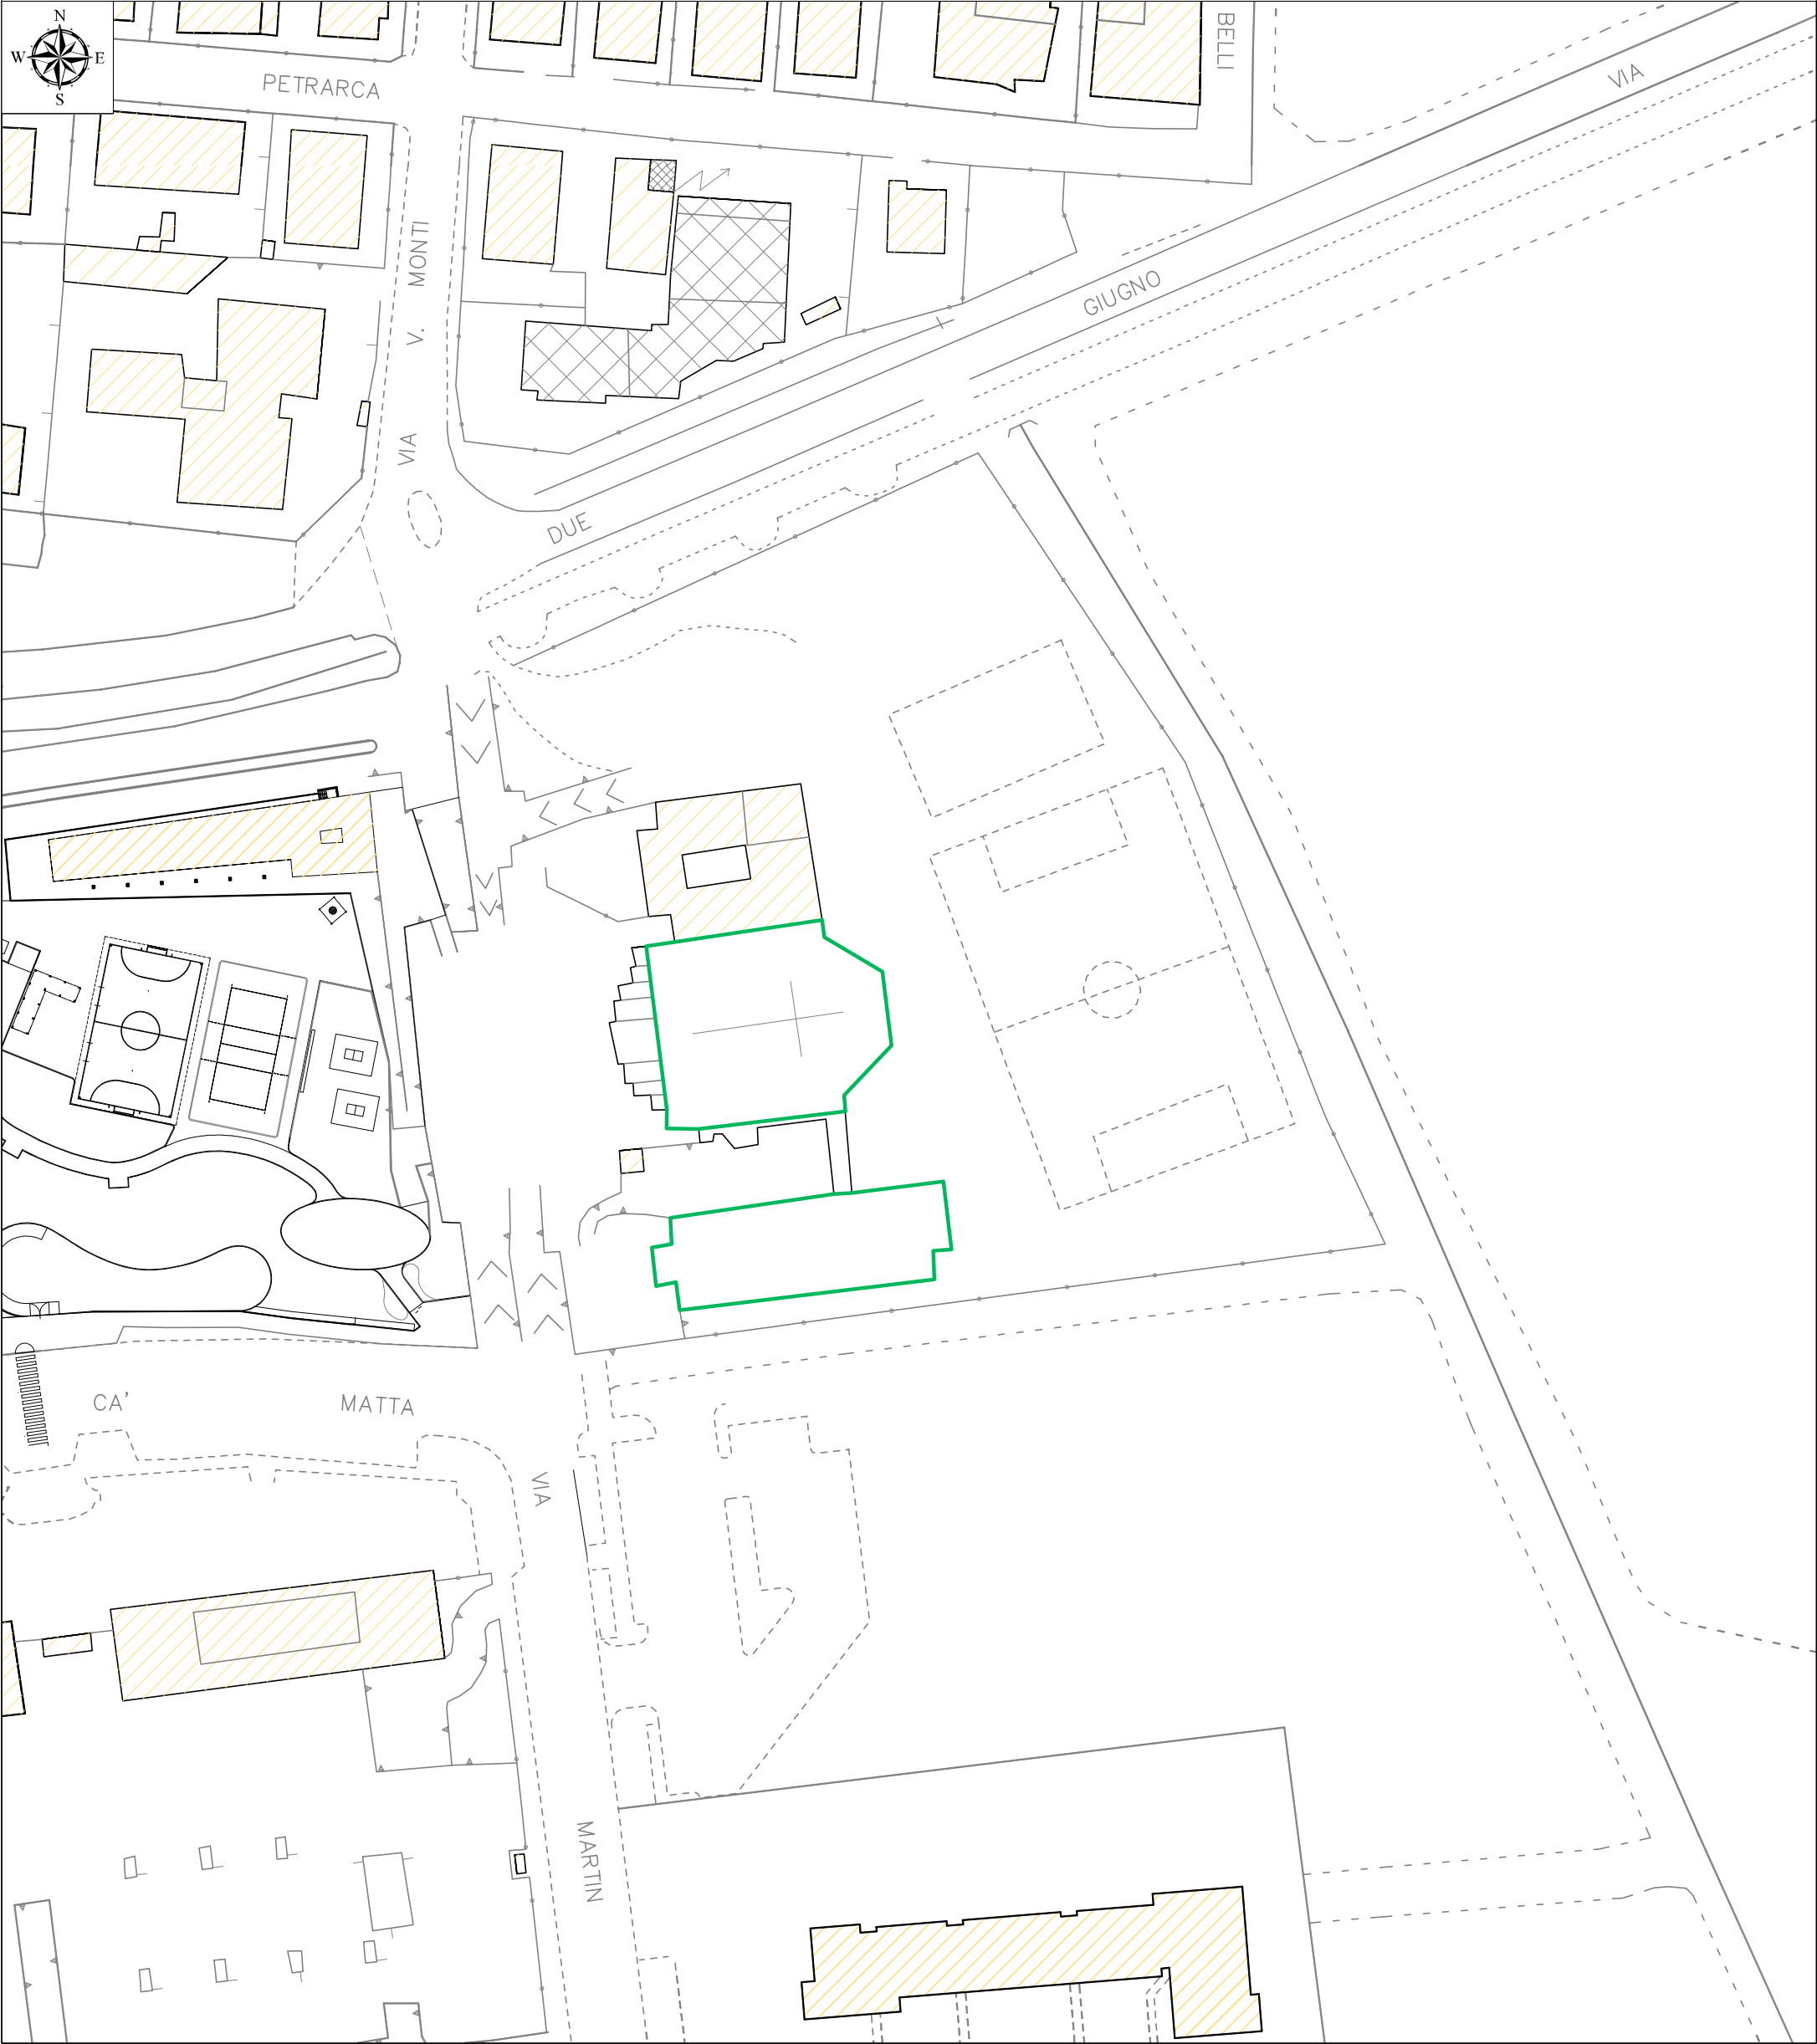 N
W E
S
PETRARCA
BELLI
VIA
V. MONTI
GIUGNO
VIA
DUE
CA' MATTA
VIA
MARTIN